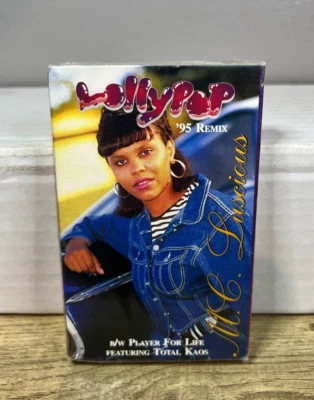 Lollypop
'95 Remix
M.C. Luscious
b/w Player For Life
Featuring Total Kaos